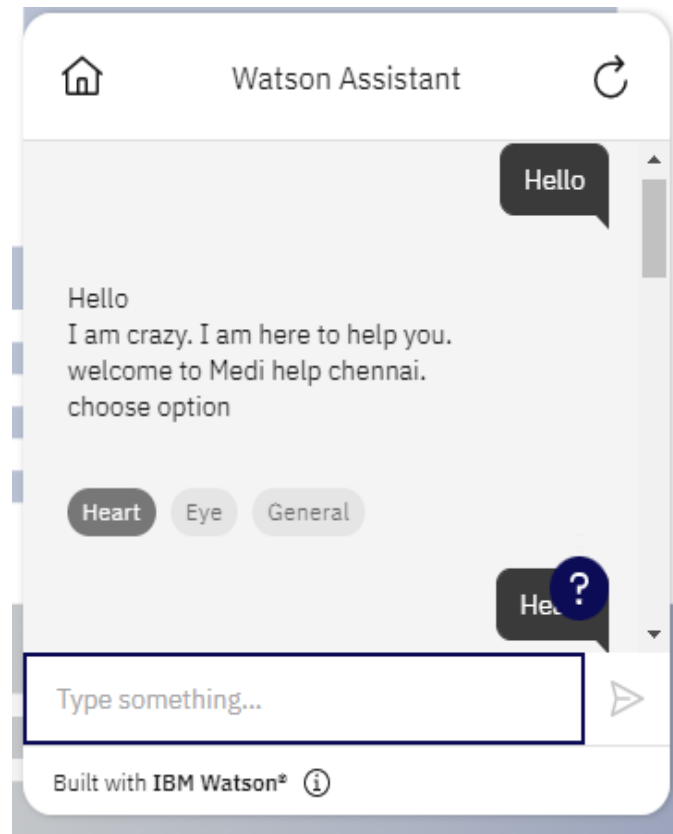 Watson Assistant
Hello
Hello
I am crazy. I am here to help you.
welcome to Medi help chennai.
choose option
Heart Eye General
?
Type something...
Built with IBM Watson®